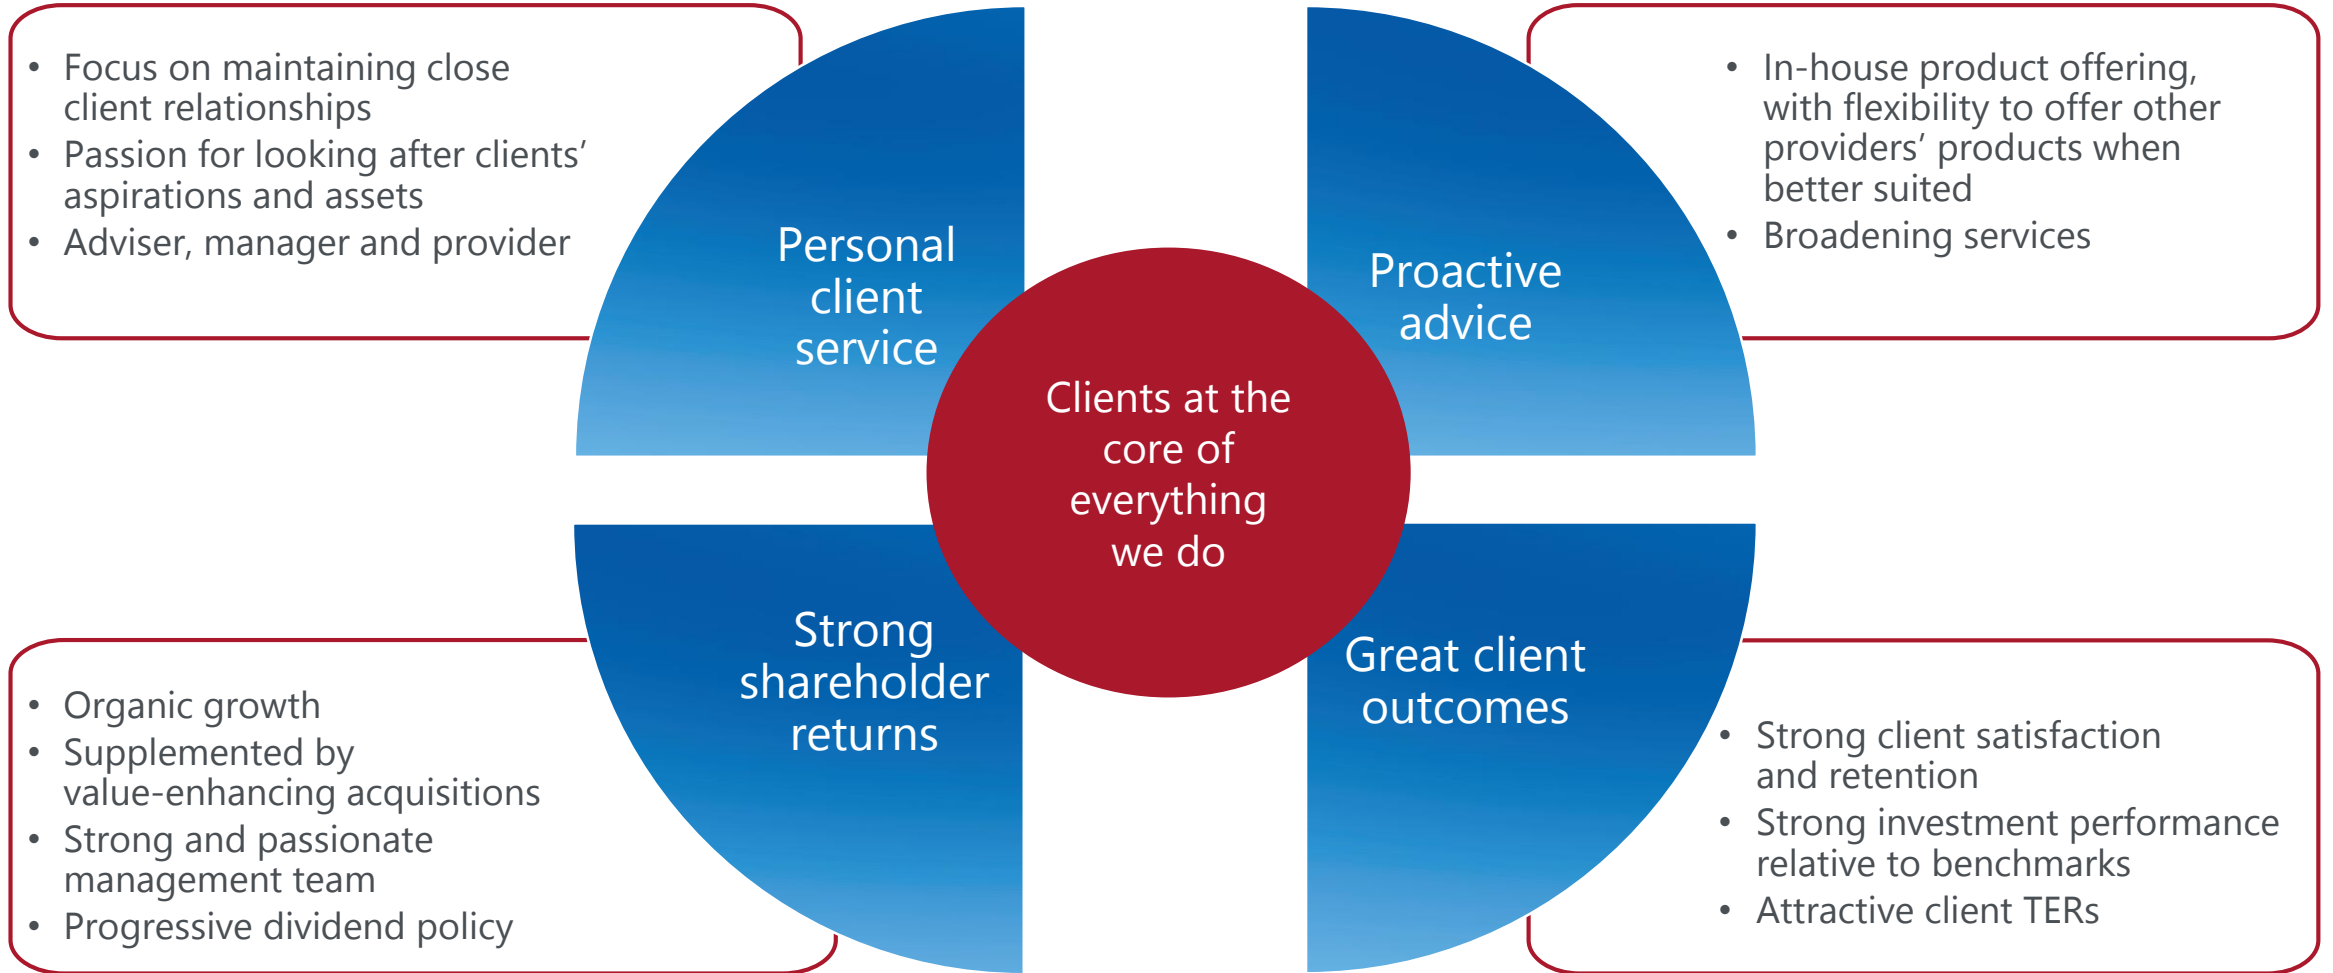 • Focus on maintaining close
client relationships
• Passion for looking after clients’
aspirations and assets
• Adviser, manager and provider
Personal
client
service
Proactive
advice
• In-house product offering,
with flexibility to offer other
providers’ products when
better suited
• Broadening services
Clients at the
core of
everything
we do
• Organic growth
• Supplemented by
value-enhancing acquisitions
• Strong and passionate
management team
• Progressive dividend policy
Strong
shareholder
returns
Great client
outcomes
• Strong client satisfaction
and retention
• Strong investment performance
relative to benchmarks
• Attractive client TERs